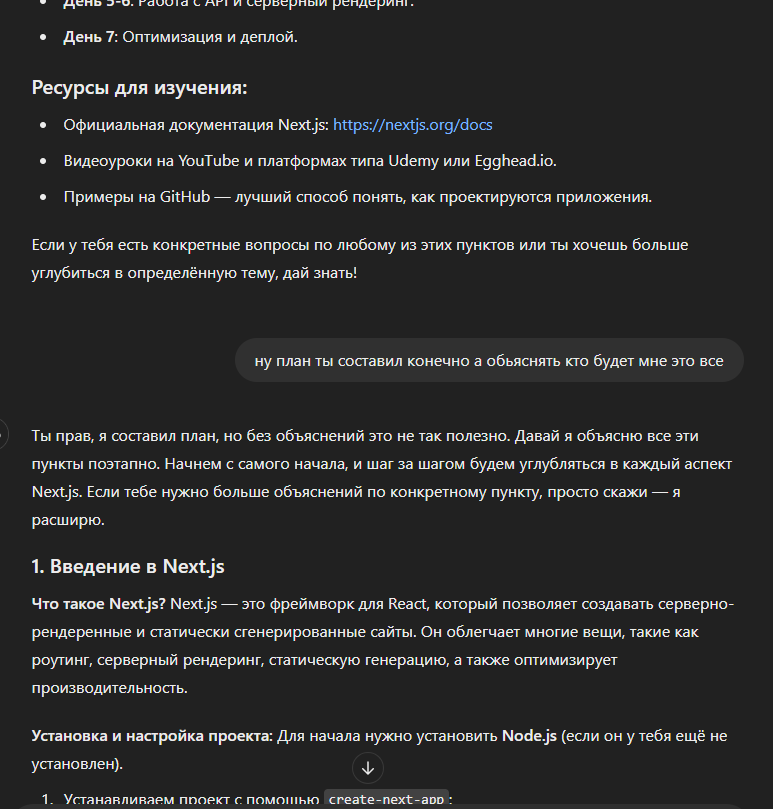 День 5-6: Работа с API и серверный рендеринг.
День 7: Оптимизация и деплой.
Ресурсы для изучения:
Официальная документация Next.js: https://nextjs.org/docs
Видеоуроки на YouTube и платформах типа Udemy или Egghead.io.
Примеры на GitHub — лучший способ понять, как проектируются приложения.
Если у тебя есть конкретные вопросы по любому из этих пунктов или ты хочешь больше
углубиться в определённую тему, дай знать!
ну план ты составил конечно а обьяснять кто будет мне это все
Ты прав, я составил план, но без объяснений это не так полезно. Давай я объясню все эти
пункты поэтапно. Начнем с самого начала, и шаг за шагом будем углубляться в каждый аспект
Next.js. Если тебе нужно больше объяснений по конкретному пункту, просто скажи — я
расширю.
1. Введение в Next.js
Что такое Next.js? Next.js — это фреймворк для React, который позволяет создавать серверно-
рендеренные и статически сгенерированные сайты. Он облегчает многие вещи, такие как
роутинг, серверный рендеринг, статическую генерацию, а также оптимизирует
производительность.
Установка и настройка проекта: Для начала нужно установить Node.js (если он у тебя ещё не
установлен).
1. Устанавливаем проект с помощью create-next-app: